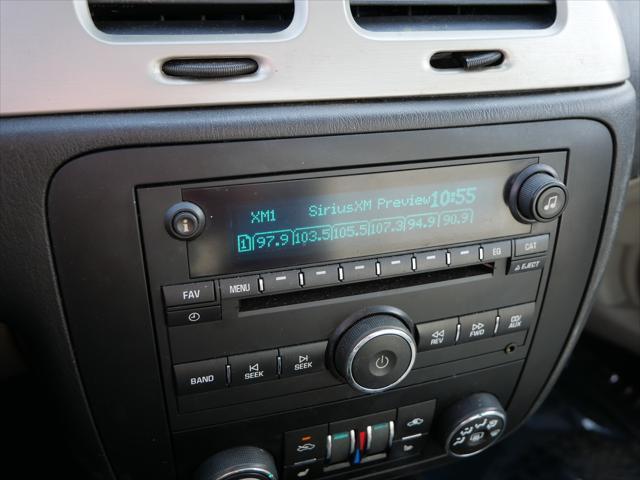 XM1 SiriusXM Preview 10:55
1 97.9 103.5 105.5 107.3 94.9 90.9
i
FAV MENU EQ CAT
EJECT
BAND SEEK SEEK REV FWD CD/AUX